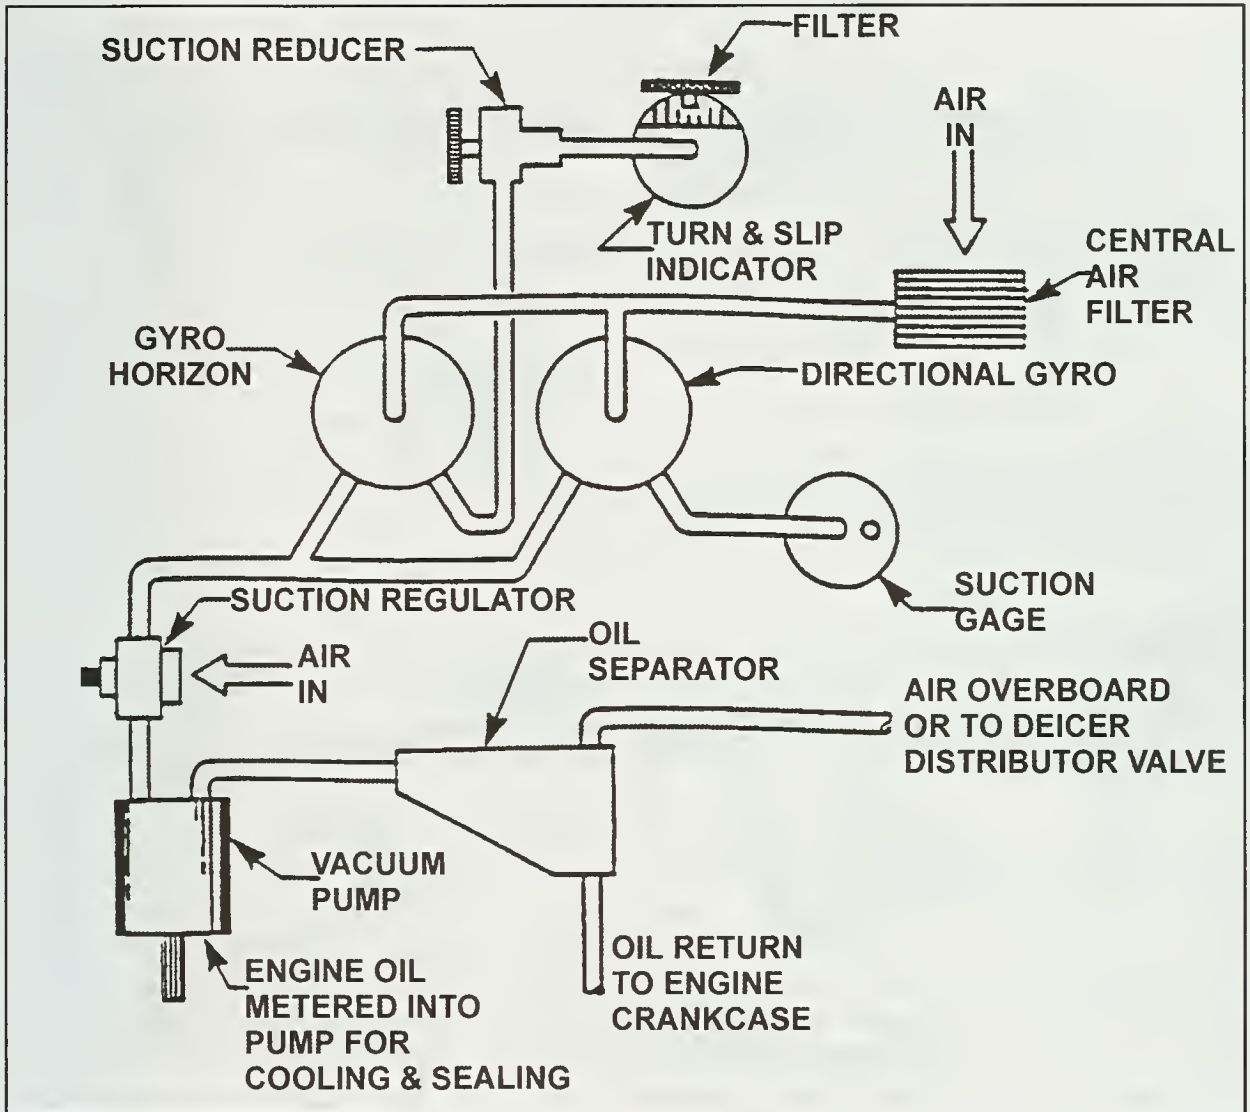 FILTER
SUCTION REDUCER
AIR
IN
TURN & SLIP
INDICATOR
CENTRAL
AIR
FILTER
GYRO
HORIZON
DIRECTIONAL GYRO
SUCTION
GAGE
SUCTION REGULATOR
AIR
IN
OIL
SEPARATOR
AIR OVERBOARD
OR TO DEICER
DISTRIBUTOR VALVE
VACUUM
PUMP
OIL RETURN
TO ENGINE
CRANKCASE
ENGINE OIL
METERED INTO
PUMP FOR
COOLING & SEALING